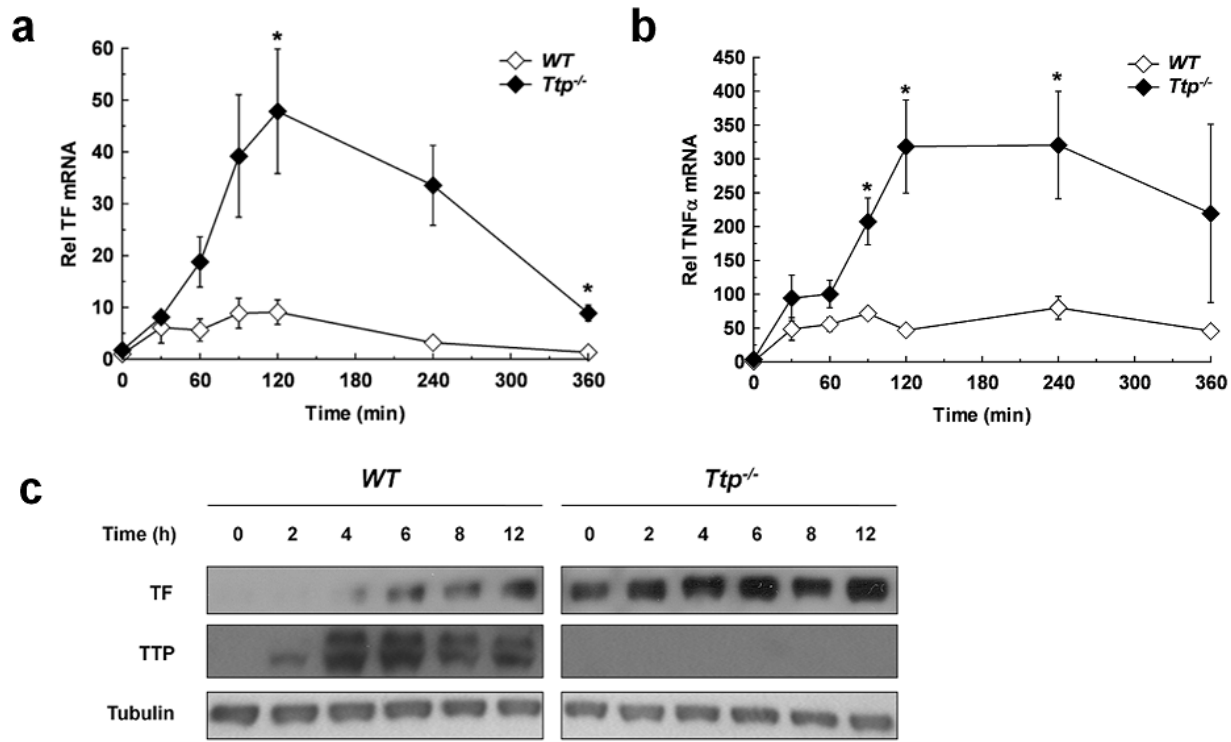 a
60
50
40
30
20
10
0
Rel TF mRNA
*
*
WT
Ttp-/-
0 60 120 180 240 300 360
Time (min)
b
450
400
350
300
250
200
150
100
50
0
Rel TNFα mRNA
*
*
*
WT
Ttp-/-
0 60 120 180 240 300 360
Time (min)
c
WT Ttp-/-
Time (h) 0 2 4 6 8 12 0 2 4 6 8 12
TF
TTP
Tubulin